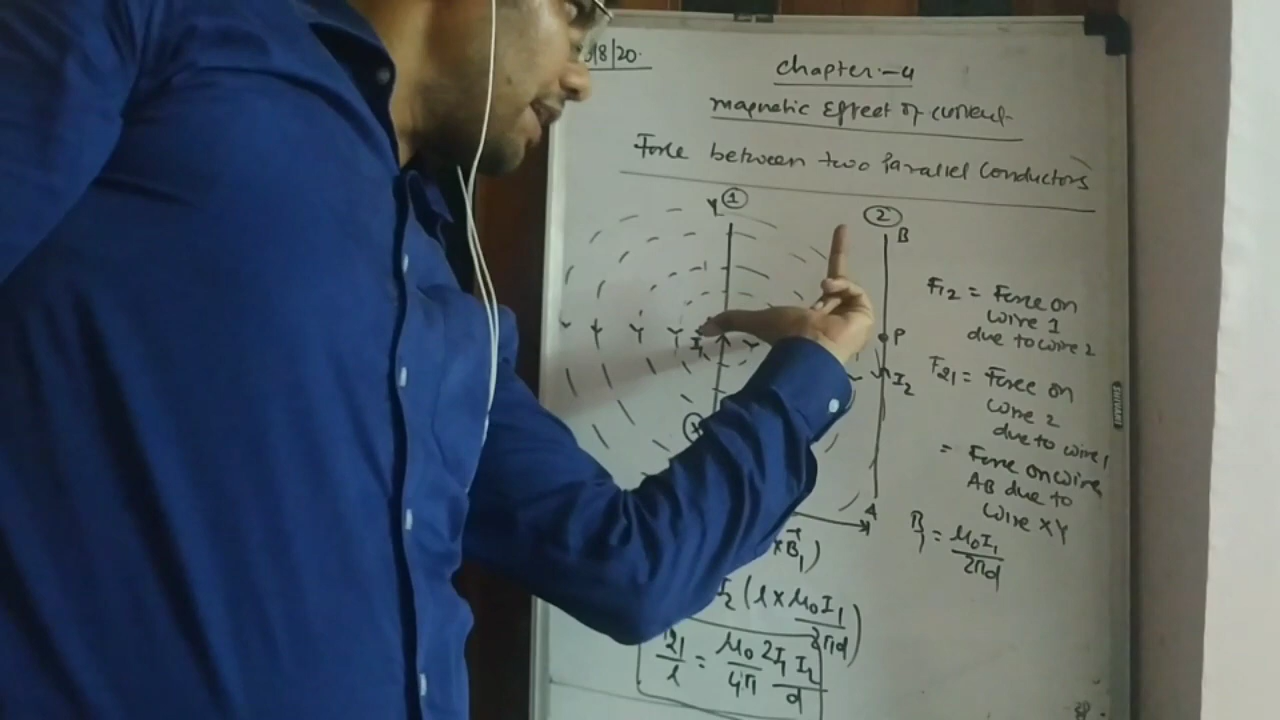 8/20.
Chapter:-4
magnetic Effect of current
Force between two Parallel Conductors
Y 1
2
B
F12 = Force on
wire 1
due to wire 2
P
I
I2
F21 = Force on
wire 2
due to wire 1
= Force on wire
AB due to
wire XY
X
A
B1 = μ0I1/2πd
×B1)
I2 (l×μ0I1/2πd)
21/l = μ0/4π 2I1I2/d